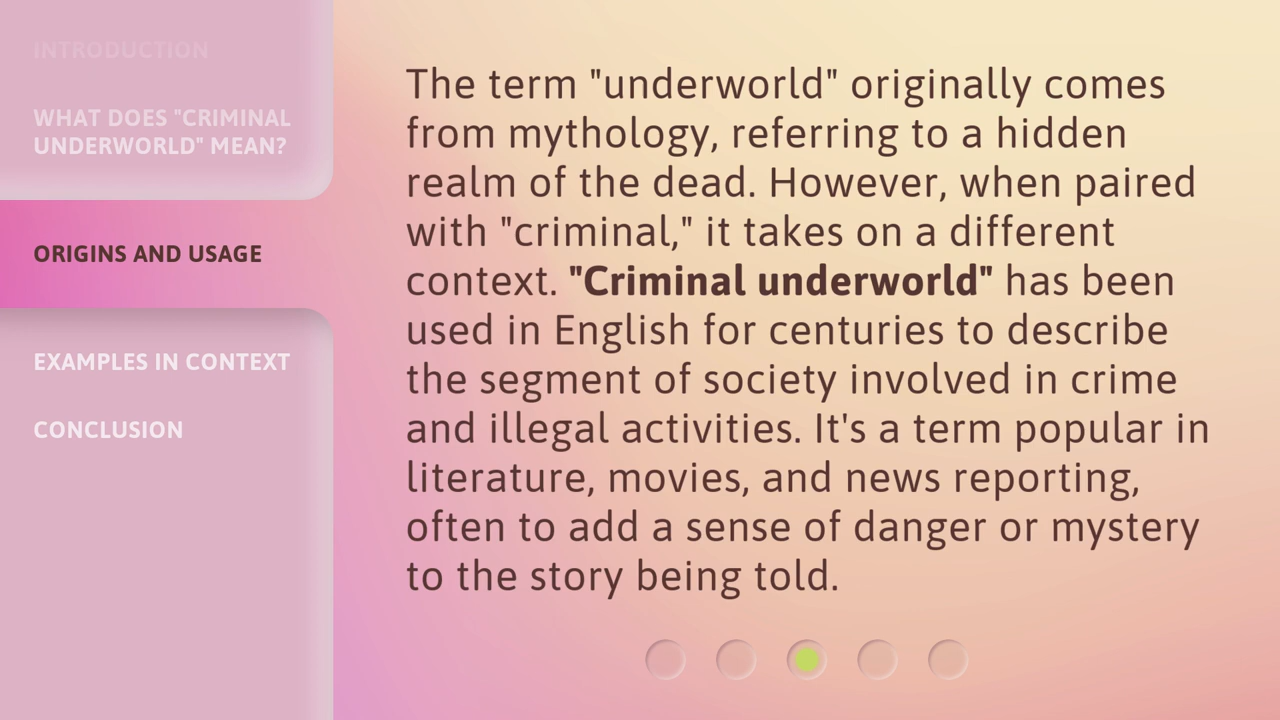 INTRODUCTION
WHAT DOES "CRIMINAL
UNDERWORLD" MEAN?
ORIGINS AND USAGE
EXAMPLES IN CONTEXT
CONCLUSION
The term "underworld" originally comes
from mythology, referring to a hidden
realm of the dead. However, when paired
with "criminal," it takes on a different
context. "Criminal underworld" has been
used in English for centuries to describe
the segment of society involved in crime
and illegal activities. It's a term popular in
literature, movies, and news reporting,
often to add a sense of danger or mystery
to the story being told.